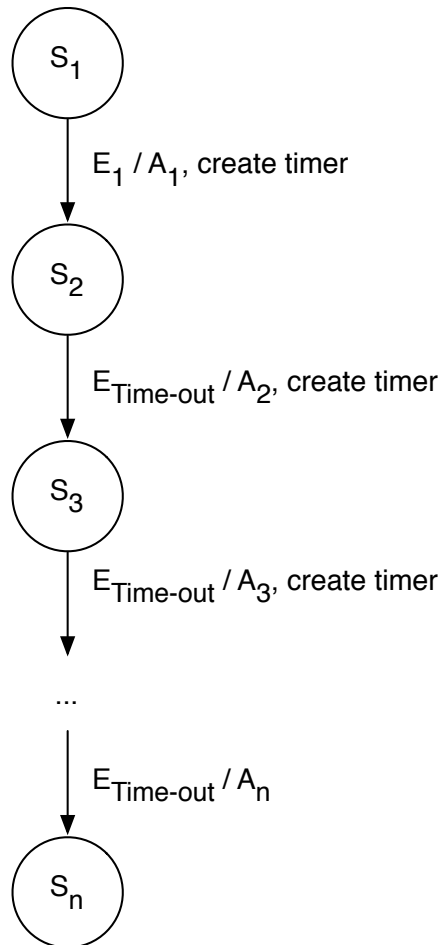 S1
E1 / A1, create timer
S2
ETime-out / A2, create timer
S3
ETime-out / A3, create timer
...
ETime-out / An
Sn